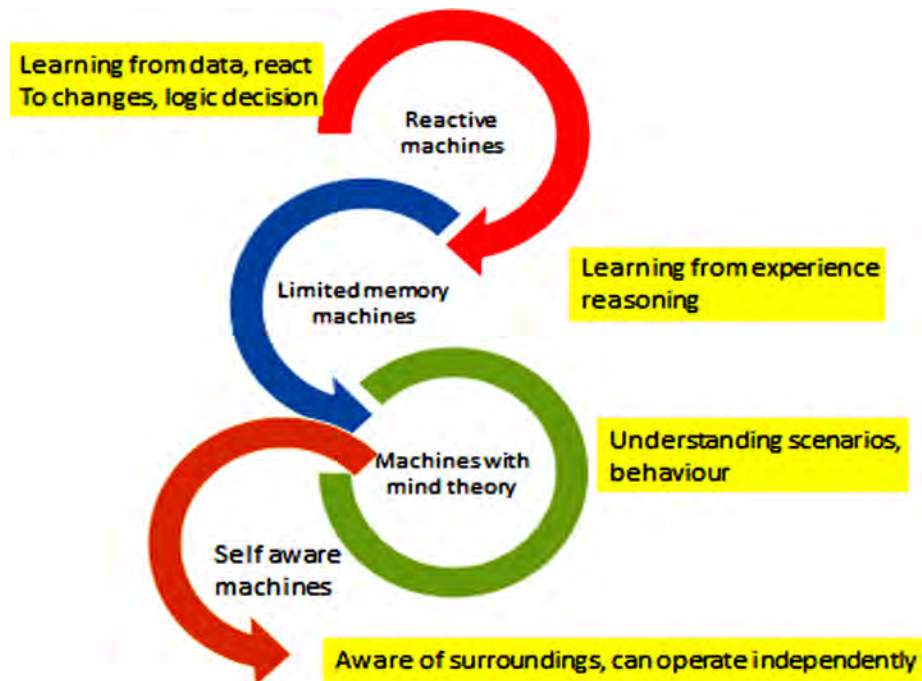 Learning from data, react
To changes, logic decision
Reactive
machines
Limited memory
machines
Learning from experience
reasoning
Machines with
mind theory
Understanding scenarios,
behaviour
Self aware
machines
Aware of surroundings, can operate independently